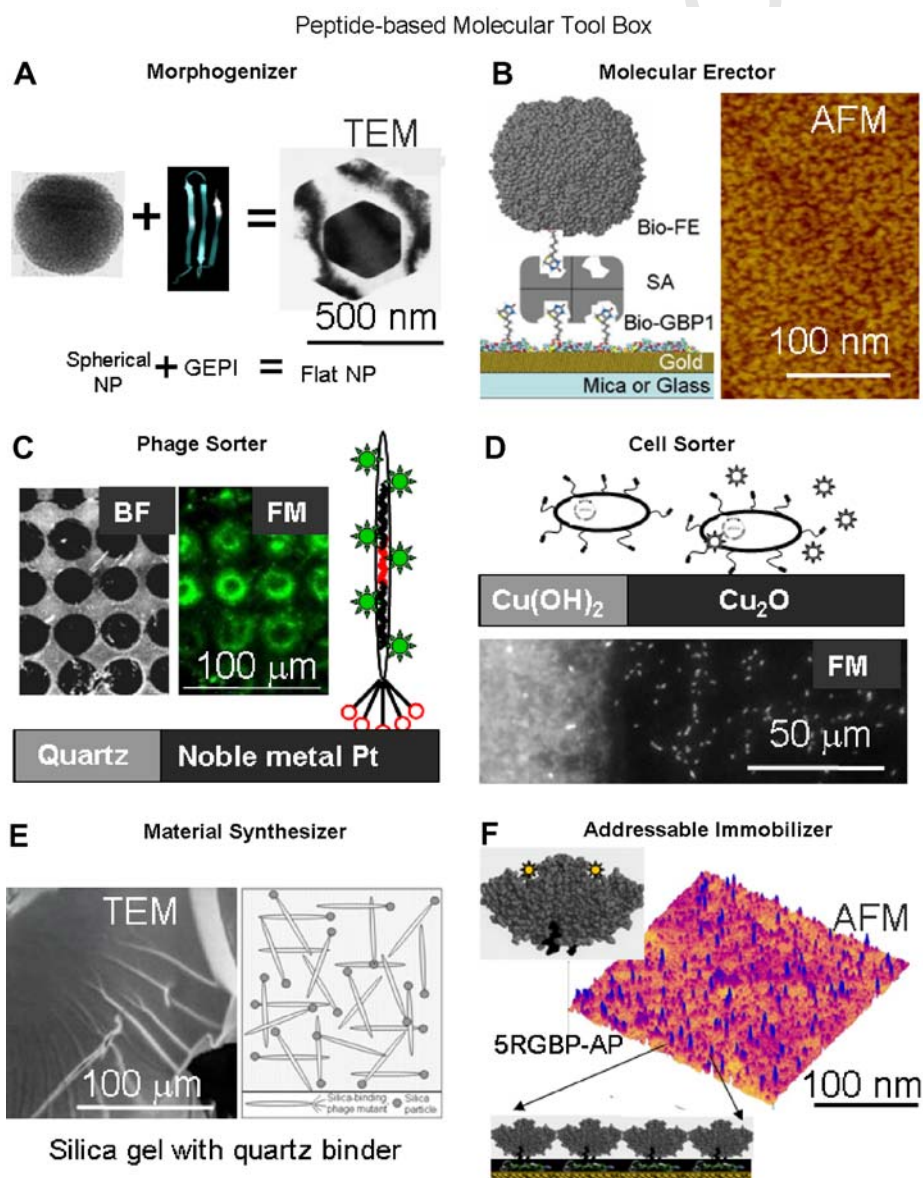 Peptide-based Molecular Tool Box
A Morphogenizer
TEM
+
=
500 nm
Spherical NP + GEPI = Flat NP
B Molecular Erector
AFM
Bio-FE
SA
Bio-GBP1
100 nm
Gold
Mica or Glass
C Phage Sorter
BF
FM
100 µm
Quartz
Noble metal Pt
D Cell Sorter
Cu(OH)₂
Cu₂O
FM
50 µm
E Material Synthesizer
TEM
100 µm
Silica-binding
phage mutant
Silica
particle
Silica gel with quartz binder
F Addressable Immobilizer
AFM
5RGBP-AP
100 nm